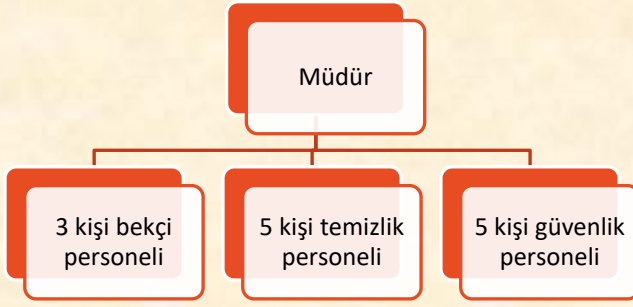 Müdür
3 kişi bekçi
personeli
5 kişi temizlik
personeli
5 kişi güvenlik
personeli